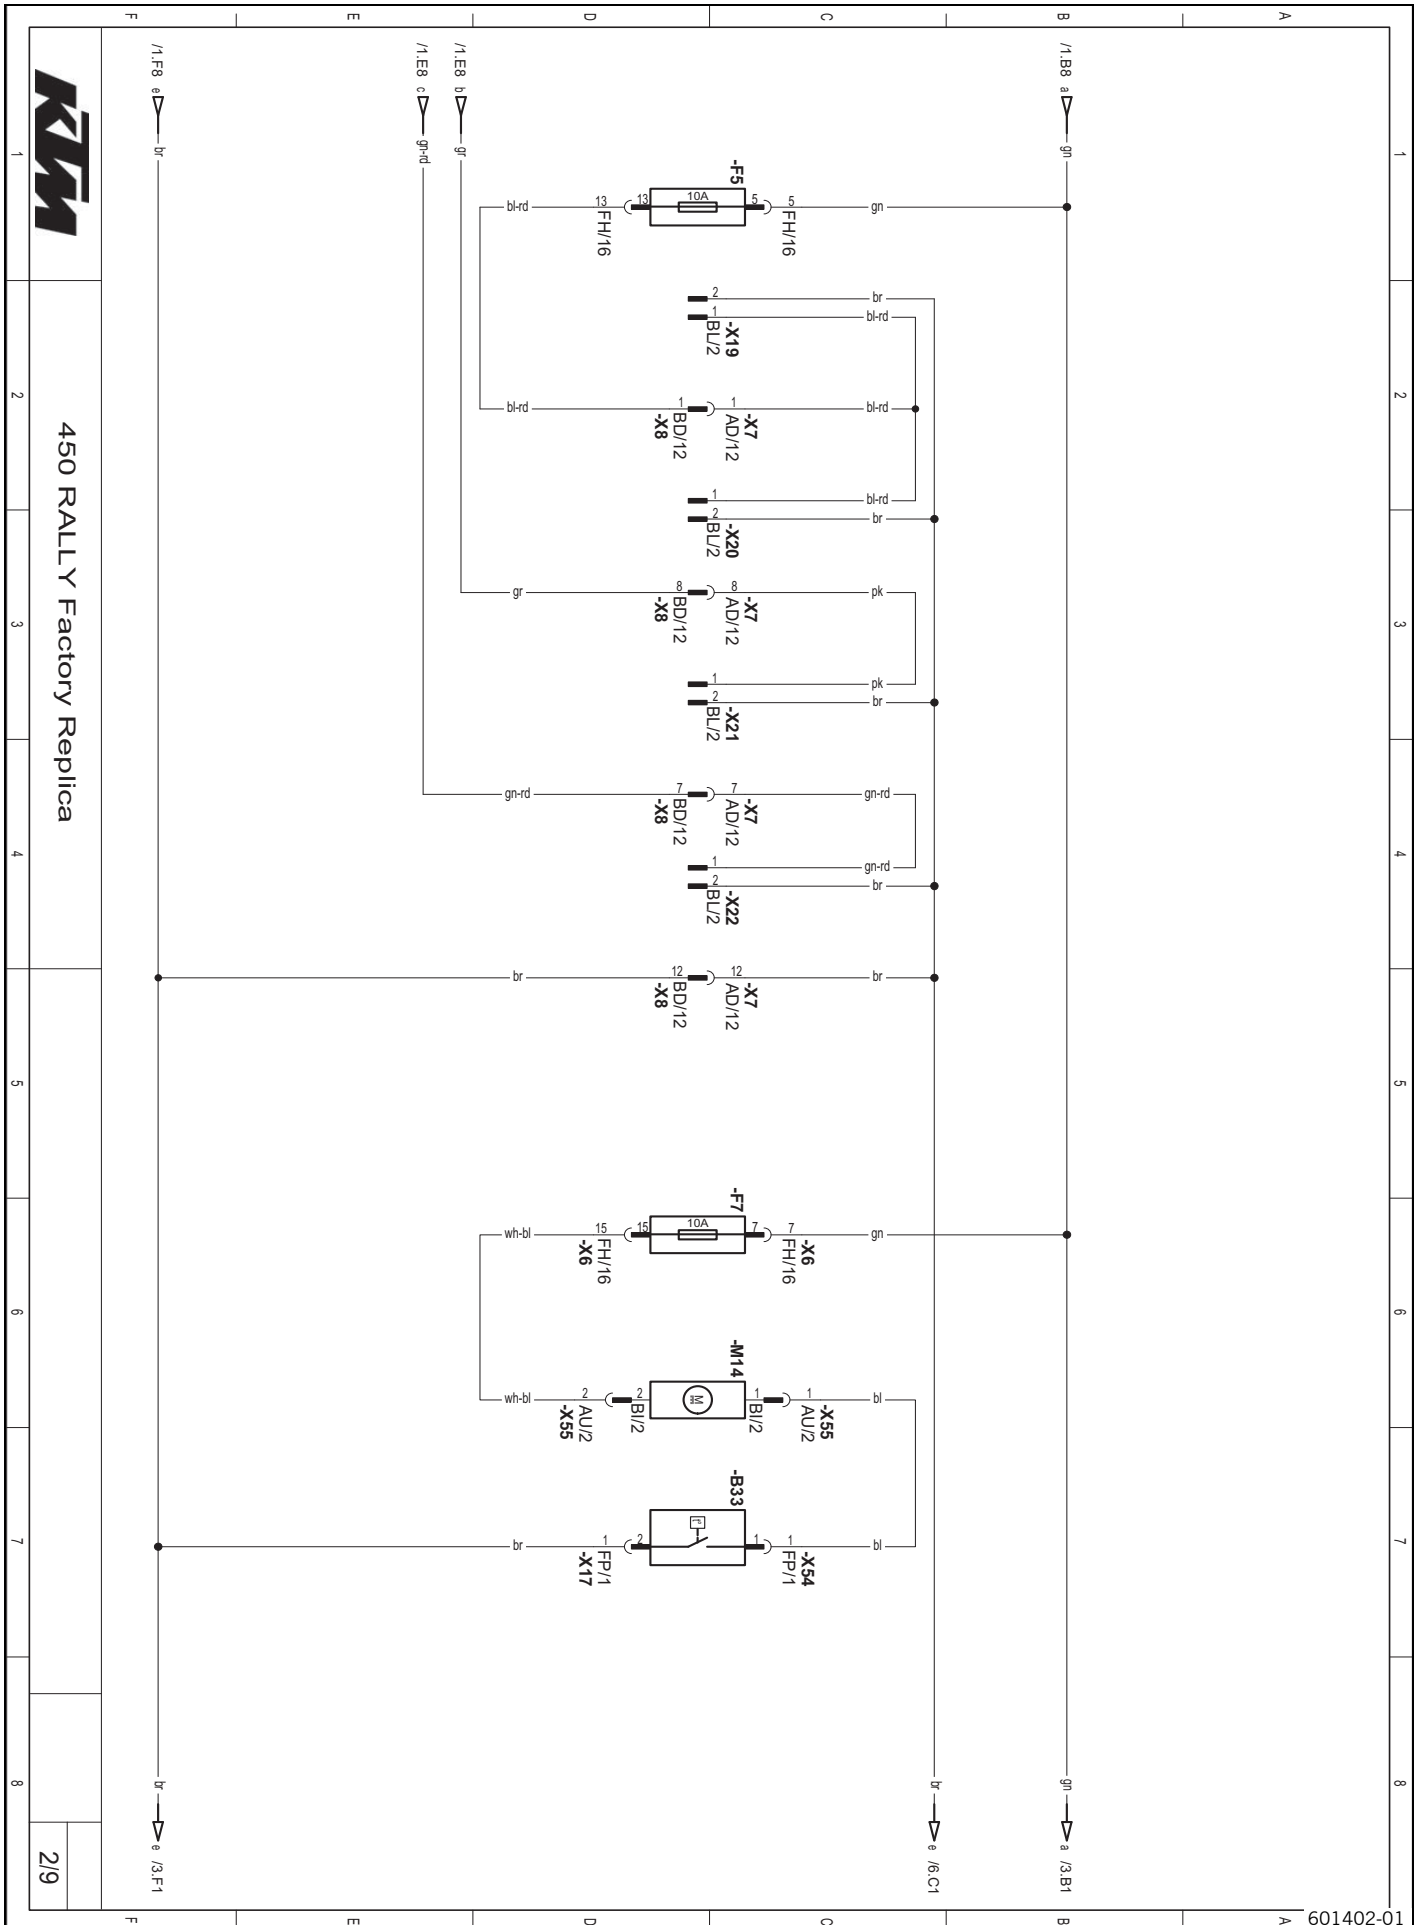 A
B
C
D
E
F
1
2
3
4
5
6
7
8
/1.B8 a
gn
gn
a /3.B1
-F5
10A
5
5
FH/16
gn
13
13
FH/16
bl-rd
2
1
BL/2
-X19
br
bl-rd
1
AD/12
-X7
bl-rd
1
BD/12
-X8
bl-rd
1
2
BL/2
-X20
bl-rd
br
8
AD/12
-X7
pk
8
BD/12
-X8
gr
1
2
BL/2
-X21
pk
br
7
AD/12
-X7
gn-rd
7
BD/12
-X8
gn-rd
1
2
BL/2
-X22
gn-rd
br
12
AD/12
-X7
br
12
BD/12
-X8
br
-F7
10A
7
7
FH/16
-X6
gn
15
15
FH/16
-X6
wh-bl
-M14
M
1
BI/2
1
AU/2
-X55
bl
2
BI/2
2
AU/2
-X55
wh-bl
-B33
t°
1
1
FP/1
-X54
bl
2
1
FP/1
-X17
br
br
e /6.C1
/1.E8 b
gr
/1.E8 c
gn-rd
/1.F8 e
br
br
e /3.F1
A
B
C
D
E
F
1
2
3
4
5
6
7
8
KTM
450 RALLY Factory Replica
2/9
601402-01